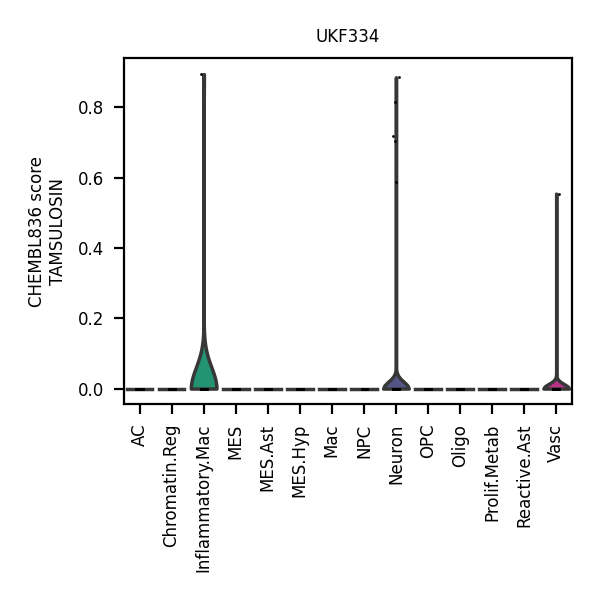 UKF334
CHEMBL836 score
TAMSULOSIN
0.8
0.6
0.4
0.2
0.0
AC
Chromatin.Reg
Inflammatory.Mac
MES
MES.Ast
MES.Hyp
Mac
NPC
Neuron
OPC
Oligo
Prolif.Metab
Reactive.Ast
Vasc